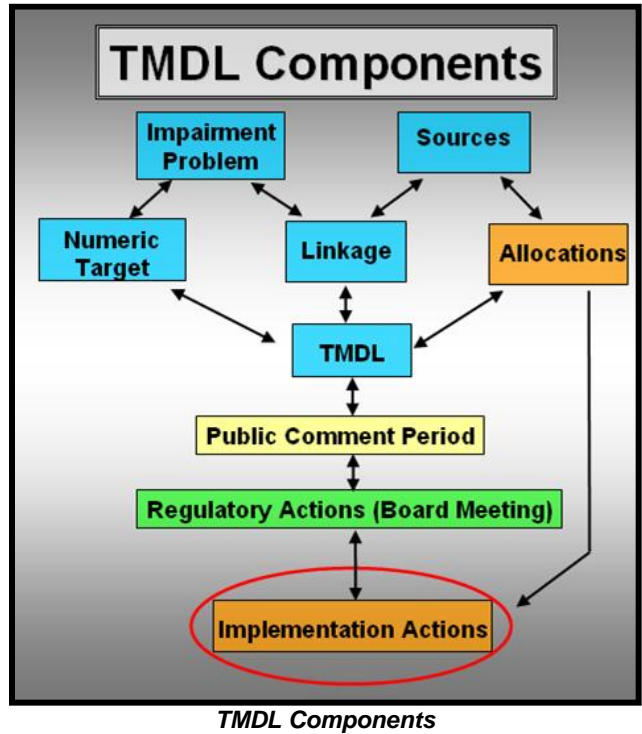 TMDL Components
Impairment
Problem
Sources
Numeric
Target
Linkage
Allocations
TMDL
Public Comment Period
Regulatory Actions (Board Meeting)
Implementation Actions
TMDL Components